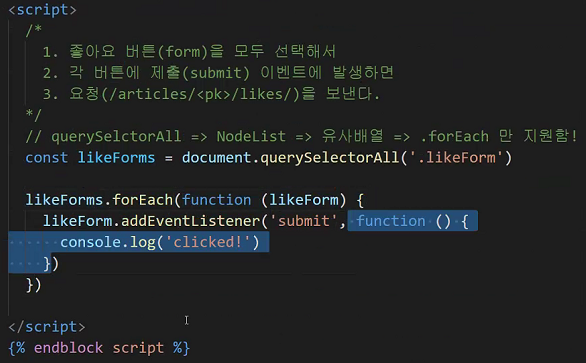 <script>
/*
1. 좋아요 버튼(form)을 모두 선택해서
2. 각 버튼에 제출(submit) 이벤트에 발생하면
3. 요청(/articles/<pk>/likes/)을 보낸다.
*/
// querySelctorAll => NodeList => 유사배열 => .forEach 만 지원함!
const likeForms = document.querySelectorAll('.likeForm')
likeForms.forEach(function (likeForm) {
likeForm.addEventListener('submit', function () {
console.log('clicked!')
})
})
</script>
{% endblock script %}